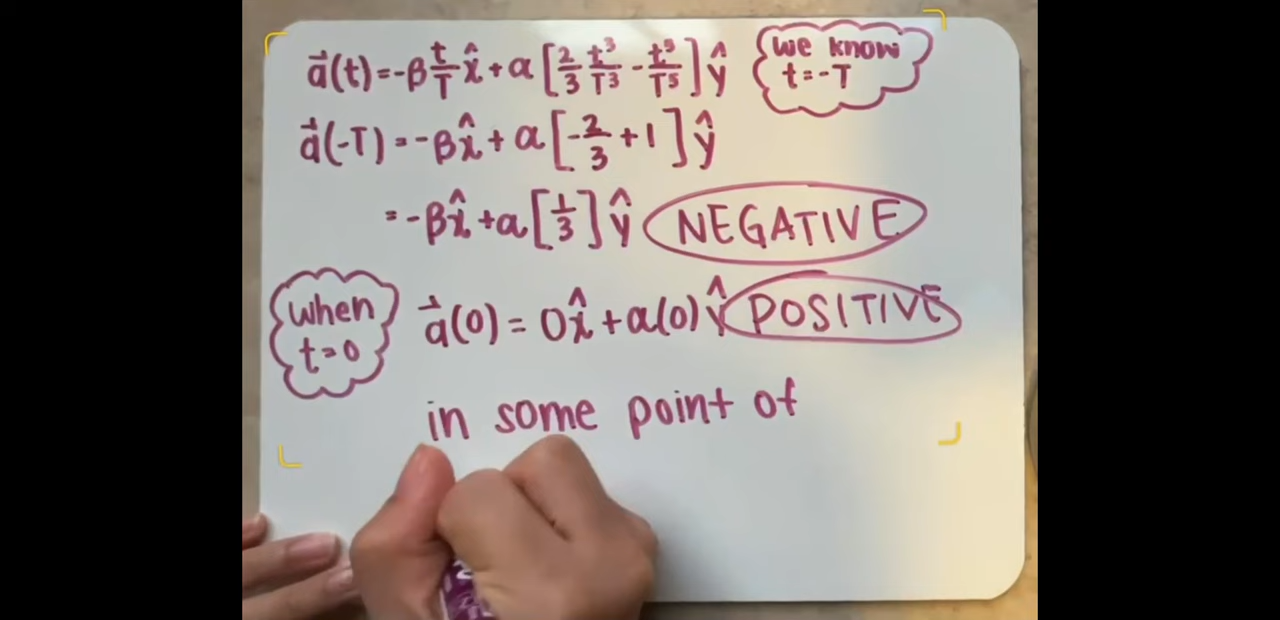 a⃗(t) = -β t/T x̂ + α [2/3 t³/T³ - t⁵/T⁵] ŷ
we know
t = -T
a⃗(-T) = -βx̂ + α [-2/3 + 1] ŷ
= -βx̂ + α [1/3] ŷ NEGATIVE
when
t = 0
a⃗(0) = 0x̂ + α(0) ŷ POSITIVE
in some point of